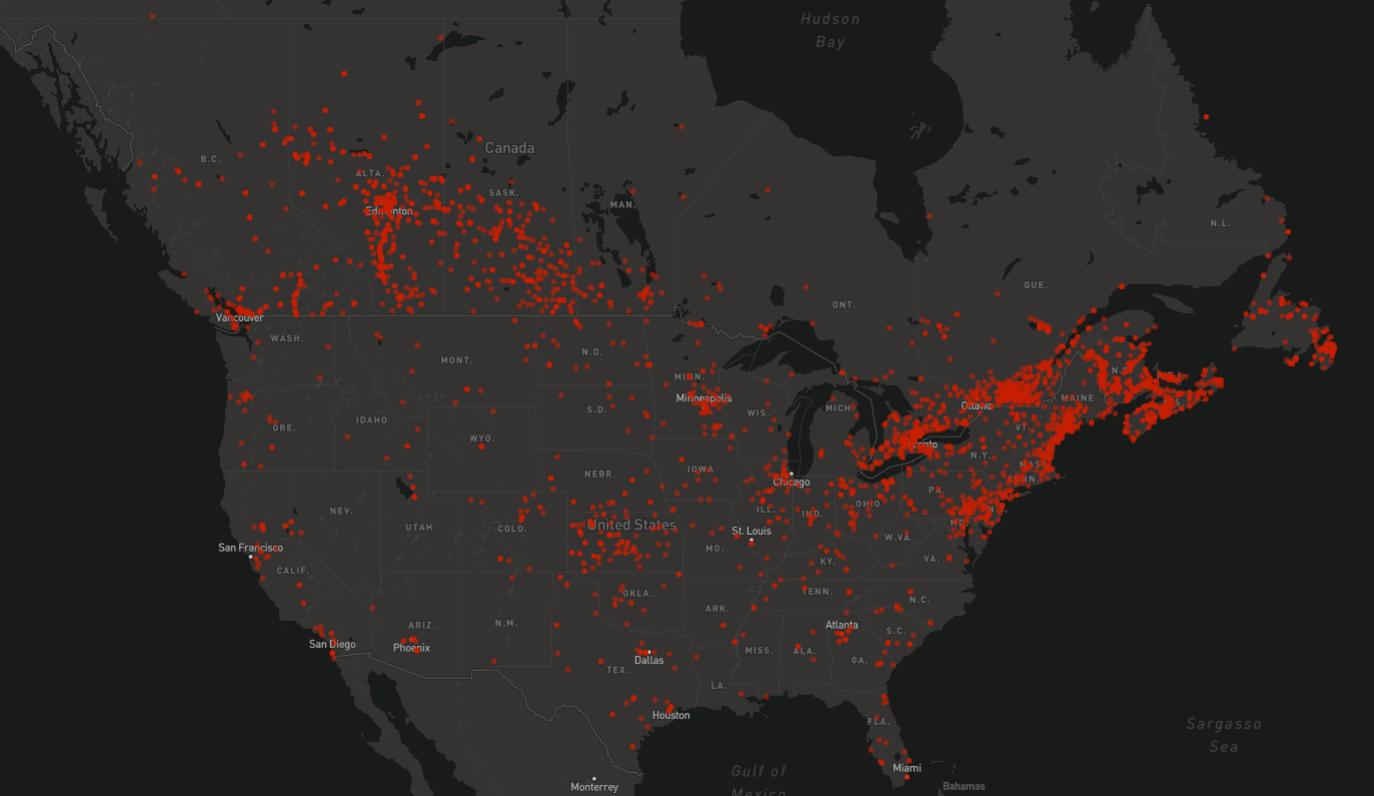 Hudson
Bay
Canada
B.C.
ALTA.
SASK.
MAN.
Edmonton
N.L.
QUE.
ONT.
Vancouver
WASH.
MONT.
N.D.
MINN.
Minneapolis
WIS.
MICH.
Ottawa
MAINE
ORE.
IDAHO
S.D.
WYO.
VT.
N.Y.
IOWA
NEBR.
Chicago
PA.
OHIO
NEV.
UTAH
COLO.
United States
ILL.
IND.
MD.
St. Louis
MO.
W.VA.
VA.
San Francisco
CALIF.
KY.
OKLA.
TENN.
N.C.
ARK.
ARIZ.
N.M.
Atlanta
S.C.
San Diego
Phoenix
Dallas
TEX.
MISS.
ALA.
GA.
LA.
Houston
FLA.
Sargasso
Sea
Miami
Gulf of
Mexico
Monterrey
Bahamas